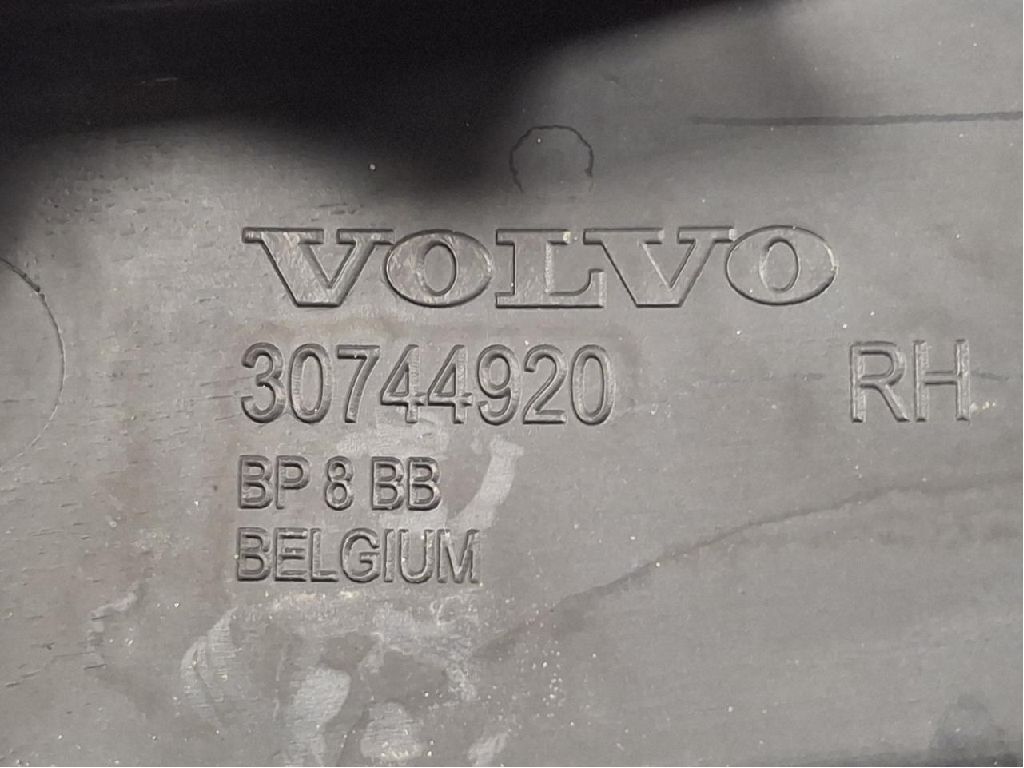 VOLVO
30744920 RH
BP 8 BB
BELGIUM